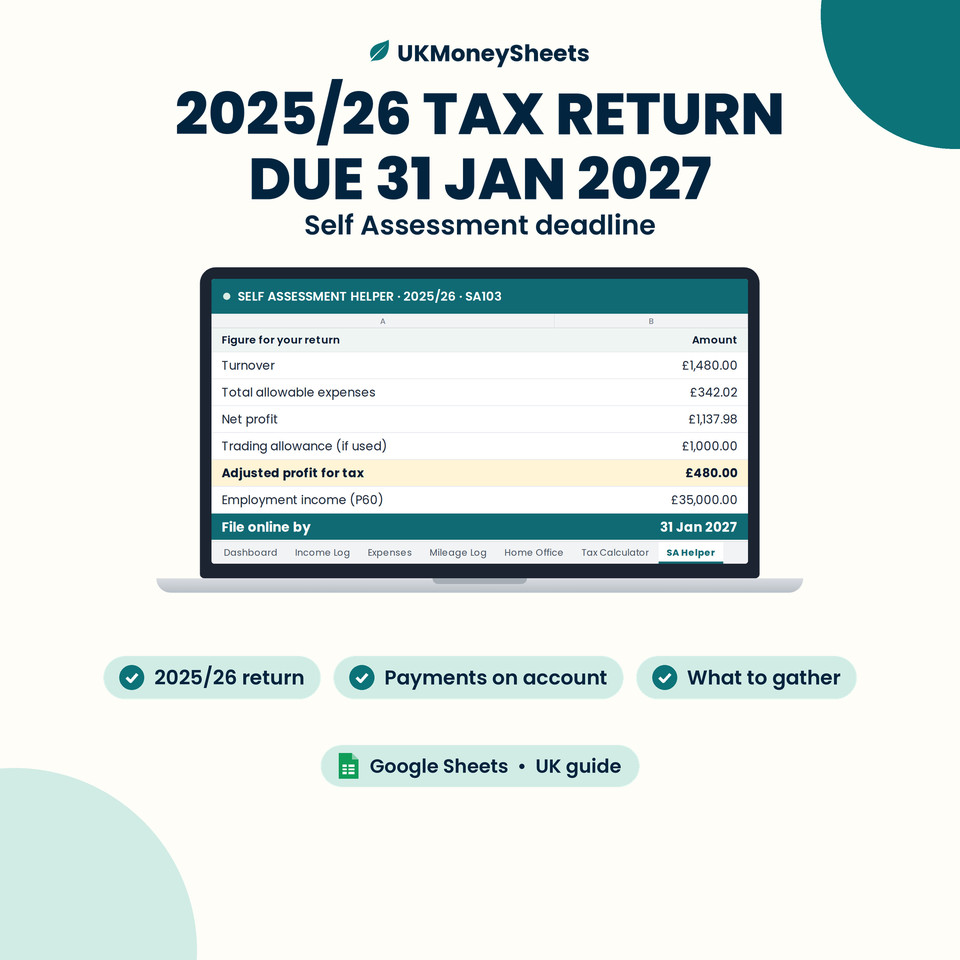 UKMoneySheets
2025/26 TAX RETURN
DUE 31 JAN 2027
Self Assessment deadline
SELF ASSESSMENT HELPER · 2025/26 · SA103
A B
Figure for your return Amount
Turnover £1,480.00
Total allowable expenses £342.02
Net profit £1,137.98
Trading allowance (if used) £1,000.00
Adjusted profit for tax £480.00
Employment income (P60) £35,000.00
File online by 31 Jan 2027
Dashboard Income Log Expenses Mileage Log Home Office Tax Calculator SA Helper
2025/26 return Payments on account What to gather
Google Sheets • UK guide